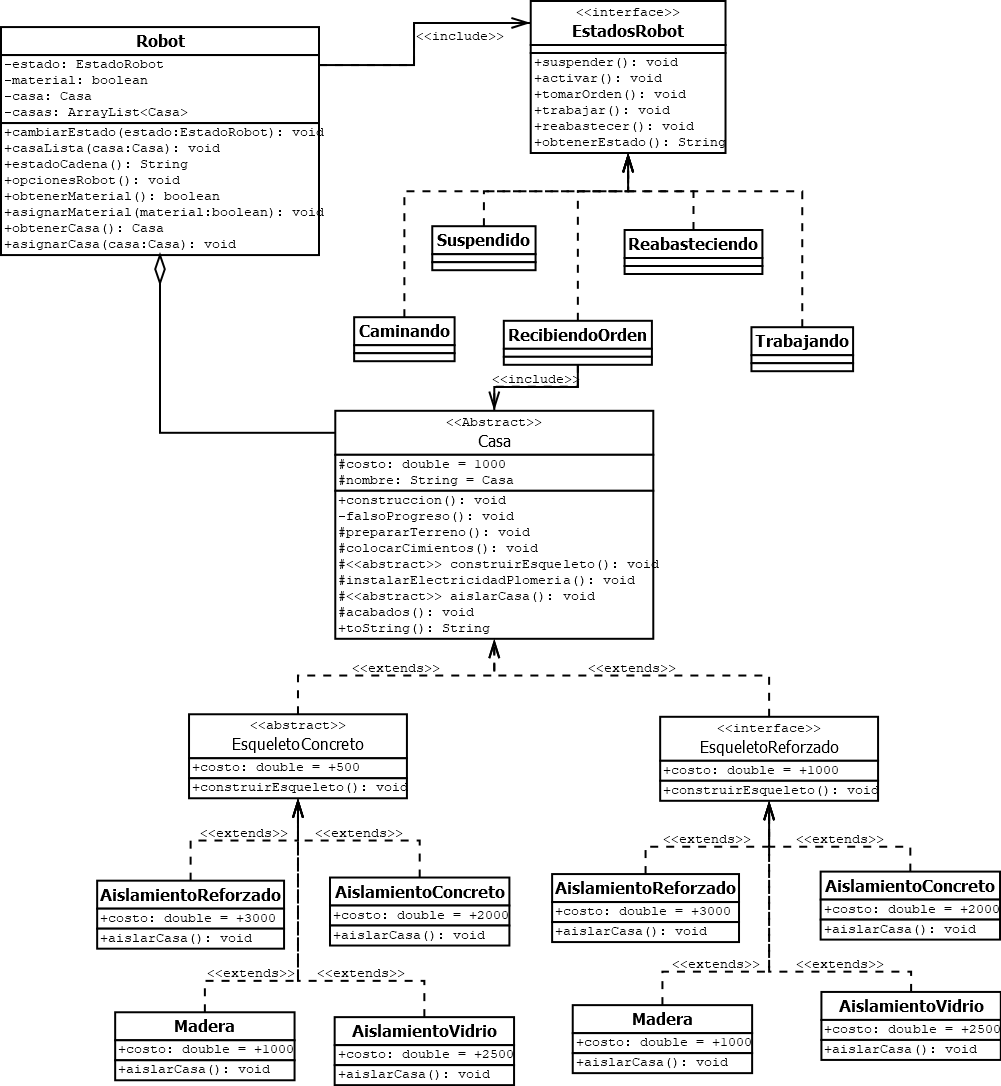 <<interface>>
EstadosRobot
+suspender(): void
+activar(): void
+tomarOrden(): void
+trabajar(): void
+reabastecer(): void
+obtenerEstado(): String
Robot
-estado: EstadoRobot
-material: boolean
-casa: Casa
-casas: ArrayList<Casa>
+cambiarEstado(estado:EstadoRobot): void
+casaLista(casa:Casa): void
+estadoCadena(): String
+opcionesRobot(): void
+obtenerMaterial(): boolean
+asignarMaterial(material:boolean): void
+obtenerCasa(): Casa
+asignarCasa(casa:Casa): void
<<include>>
Suspendido
Reabasteciendo
Caminando
RecibiendoOrden
Trabajando
<<include>>
<<Abstract>>
Casa
#costo: double = 1000
#nombre: String = Casa
+construccion(): void
-falsoProgreso(): void
#prepararTerreno(): void
#colocarCimientos(): void
#<<abstract>> construirEsqueleto(): void
#instalarElectricidadPlomeria(): void
#<<abstract>> aislarCasa(): void
#acabados(): void
+toString(): String
<<extends>>
<<extends>>
<<abstract>>
EsqueletoConcreto
+costo: double = +500
+construirEsqueleto(): void
<<interface>>
EsqueletoReforzado
+costo: double = +1000
+construirEsqueleto(): void
<<extends>>
<<extends>>
<<extends>>
<<extends>>
AislamientoReforzado
+costo: double = +3000
+aislarCasa(): void
AislamientoConcreto
+costo: double = +2000
+aislarCasa(): void
AislamientoReforzado
+costo: double = +3000
+aislarCasa(): void
AislamientoConcreto
+costo: double = +2000
+aislarCasa(): void
<<extends>>
<<extends>>
<<extends>>
<<extends>>
Madera
+costo: double = +1000
+aislarCasa(): void
AislamientoVidrio
+costo: double = +2500
+aislarCasa(): void
Madera
+costo: double = +1000
+aislarCasa(): void
AislamientoVidrio
+costo: double = +2500
+aislarCasa(): void